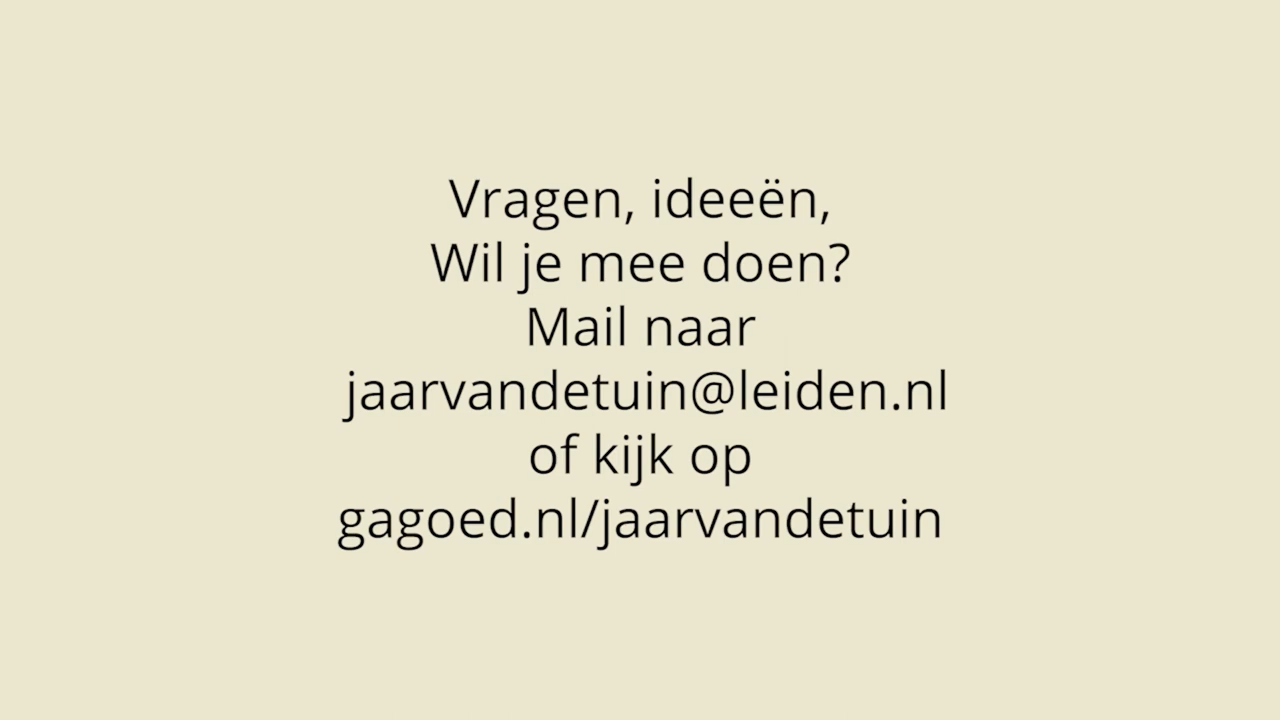 Vragen, ideeën,
Wil je mee doen?
Mail naar
jaarvandetuin@leiden.nl
of kijk op
gagoed.nl/jaarvandetuin